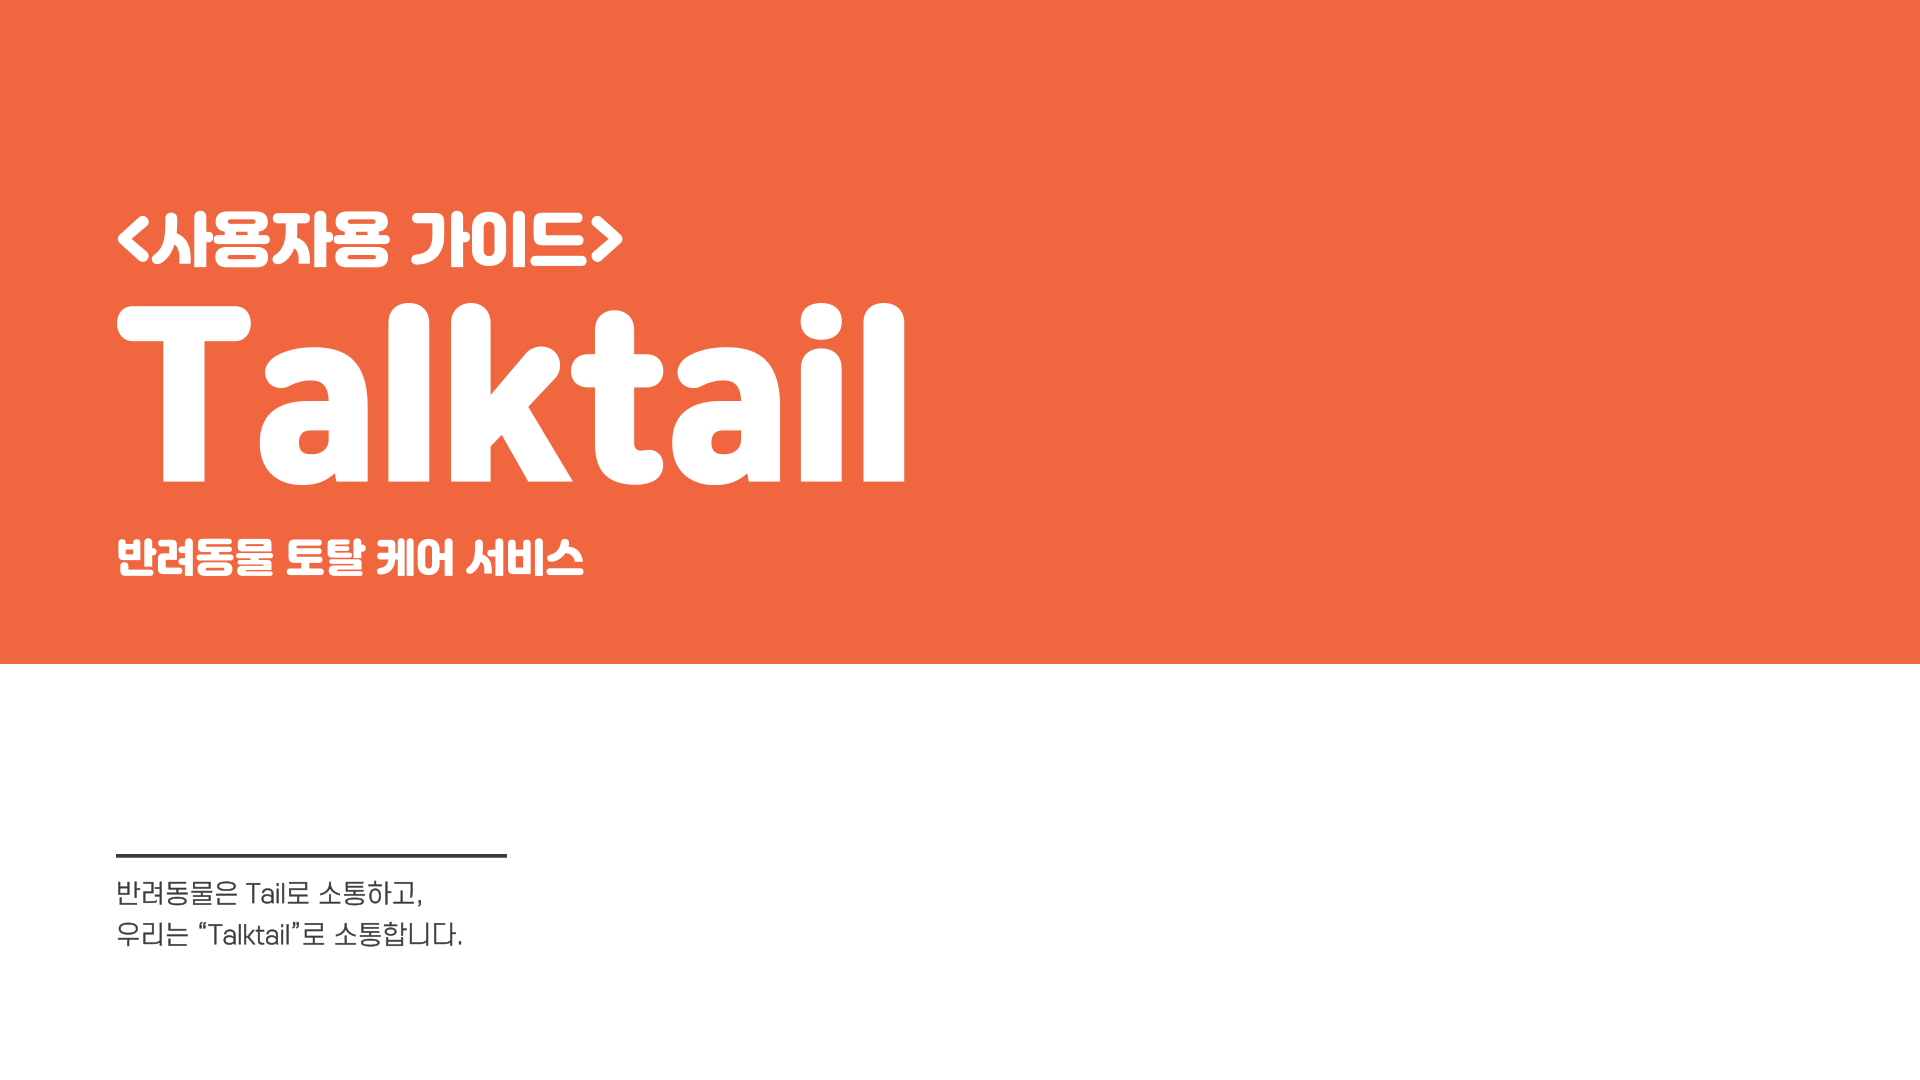 <사용자용 가이드>
Talktail
반려동물 토탈 케어 서비스
반려동물은 Tail로 소통하고,
우리는 “Talktail”로 소통합니다.